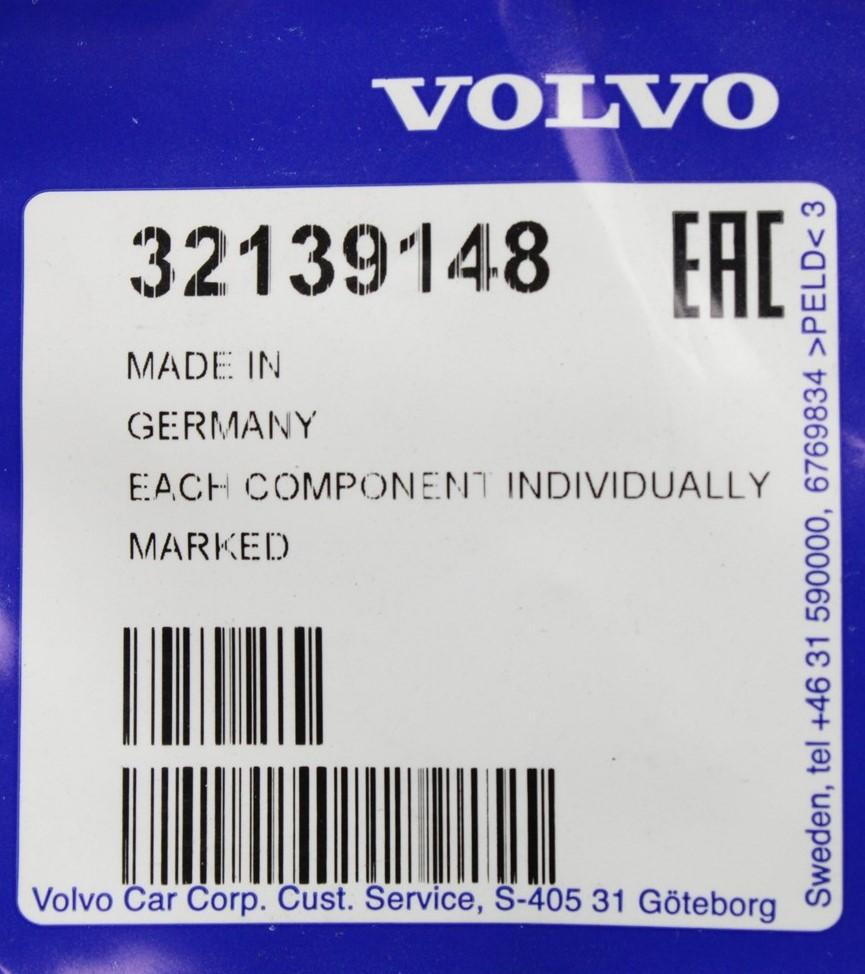 VOLVO
32139148
EAC
MADE IN
GERMANY
EACH COMPONENT INDIVIDUALLY
MARKED
Volvo Car Corp. Cust. Service, S-405 31 Göteborg
Sweden, tel +46 31 590000, 6769834 >PELD< 3